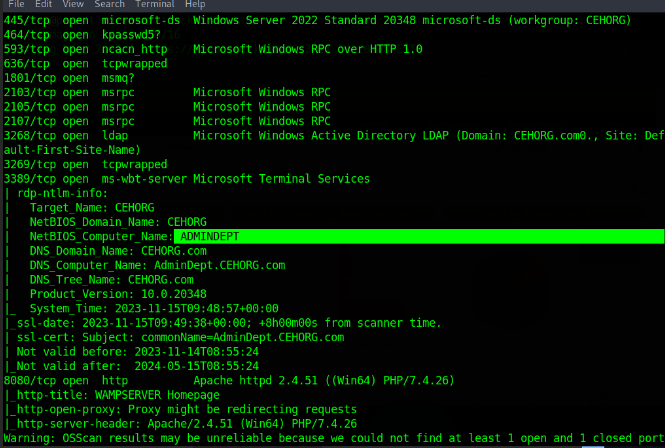 File Edit View Search Terminal Help
445/tcp open microsoft-ds Windows Server 2022 Standard 20348 microsoft-ds (workgroup: CEHORG)
464/tcp open kpasswd5?
593/tcp open ncacn_http Microsoft Windows RPC over HTTP 1.0
636/tcp open tcpwrapped
1801/tcp open msmq?
2103/tcp open msrpc Microsoft Windows RPC
2105/tcp open msrpc Microsoft Windows RPC
2107/tcp open msrpc Microsoft Windows RPC
3268/tcp open ldap Microsoft Windows Active Directory LDAP (Domain: CEHORG.com0., Site: Def
ault-First-Site-Name)
3269/tcp open tcpwrapped
3389/tcp open ms-wbt-server Microsoft Terminal Services
| rdp-ntlm-info:
|   Target_Name: CEHORG
|   NetBIOS_Domain_Name: CEHORG
|   NetBIOS_Computer_Name: ADMINDEPT
|   DNS_Domain_Name: CEHORG.com
|   DNS_Computer_Name: AdminDept.CEHORG.com
|   DNS_Tree_Name: CEHORG.com
|   Product_Version: 10.0.20348
|_  System_Time: 2023-11-15T09:48:57+00:00
|_ssl-date: 2023-11-15T09:49:38+00:00; +8h00m00s from scanner time.
| ssl-cert: Subject: commonName=AdminDept.CEHORG.com
| Not valid before: 2023-11-14T08:55:24
|_Not valid after:  2024-05-15T08:55:24
8080/tcp open http Apache httpd 2.4.51 ((Win64) PHP/7.4.26)
|_http-title: WAMPSERVER Homepage
|_http-open-proxy: Proxy might be redirecting requests
|_http-server-header: Apache/2.4.51 (Win64) PHP/7.4.26
Warning: OSScan results may be unreliable because we could not find at least 1 open and 1 closed port